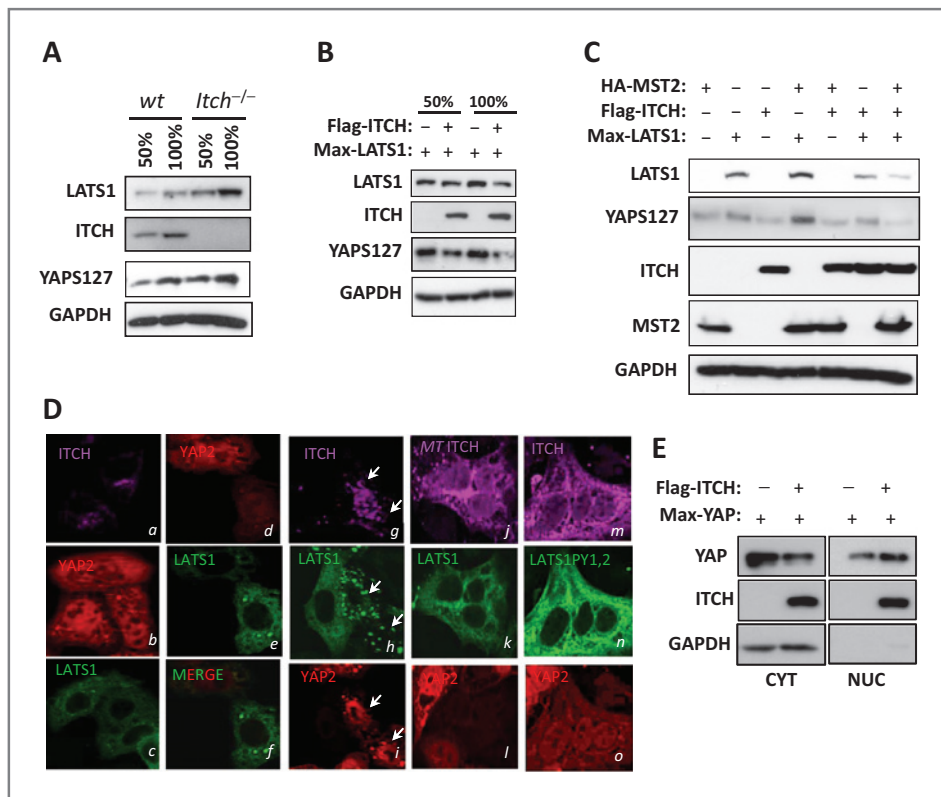 A
wt Itch–/–
50% 100% 50% 100%
LATS1
ITCH
YAPS127
GAPDH
B
50% 100%
Flag-ITCH: – + – +
Max-LATS1: + + + +
LATS1
ITCH
YAPS127
GAPDH
C
HA-MST2: + – – + + – +
Flag-ITCH: – – + – + + +
Max-LATS1: – + – + – + +
LATS1
YAPS127
ITCH
MST2
GAPDH
D
ITCH YAP2 ITCH MT ITCH ITCH
a d g j m
YAP2 LATS1 LATS1 LATS1 LATS1PY1,2
b e h k n
LATS1 MERGE YAP2 AP2 YAP2
c f i l o
E
Flag-ITCH: – + – +
Max-YAP: + + + +
YAP
ITCH
GAPDH
CYT NUC